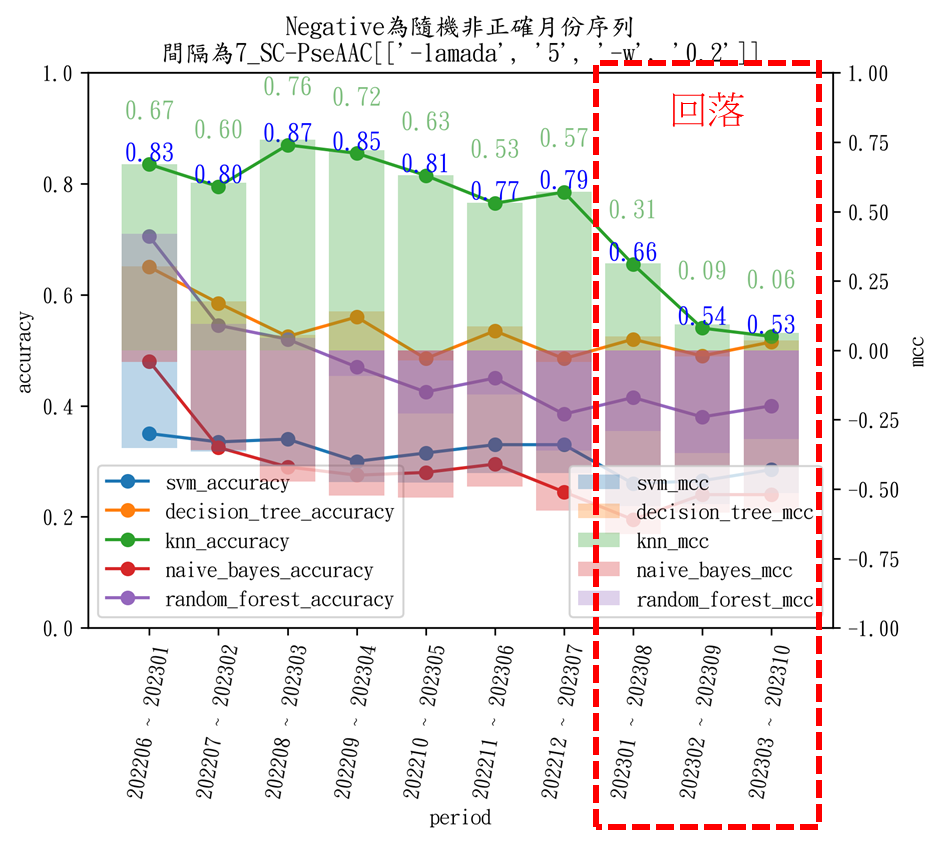 Negative為隨機非正確月份序列
間隔為7_SC-PseAAC[['-lamada', '5', '-w', '0.2']]
回落
1.0
0.8
0.6
0.4
0.2
0.0
accuracy
1.00
0.75
0.50
0.25
0.00
-0.25
-0.50
-0.75
-1.00
mcc
0.67
0.60
0.76
0.72
0.63
0.53
0.57
0.31
0.09
0.06
0.83
0.80
0.87
0.85
0.81
0.77
0.79
0.66
0.54
0.53
svm_accuracy
decision_tree_accuracy
knn_accuracy
naive_bayes_accuracy
random_forest_accuracy
svm_mcc
decision_tree_mcc
knn_mcc
naive_bayes_mcc
random_forest_mcc
202206 ~ 202301
202207 ~ 202302
202208 ~ 202303
202209 ~ 202304
202210 ~ 202305
202211 ~ 202306
202212 ~ 202307
202301 ~ 202308
202302 ~ 202309
202303 ~ 202310
period